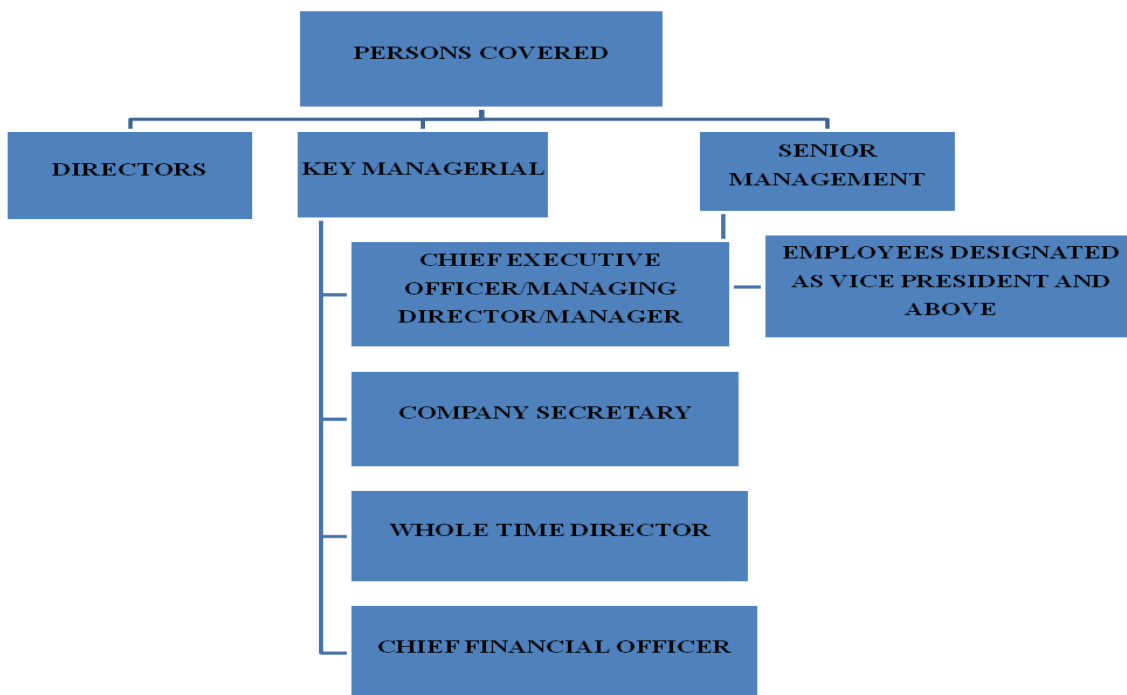 PERSONS COVERED
DIRECTORS
KEY MANAGERIAL
SENIOR
MANAGEMENT
CHIEF EXECUTIVE
OFFICER/MANAGING
DIRECTOR/MANAGER
EMPLOYEES DESIGNATED
AS VICE PRESIDENT AND
ABOVE
COMPANY SECRETARY
WHOLE TIME DIRECTOR
CHIEF FINANCIAL OFFICER